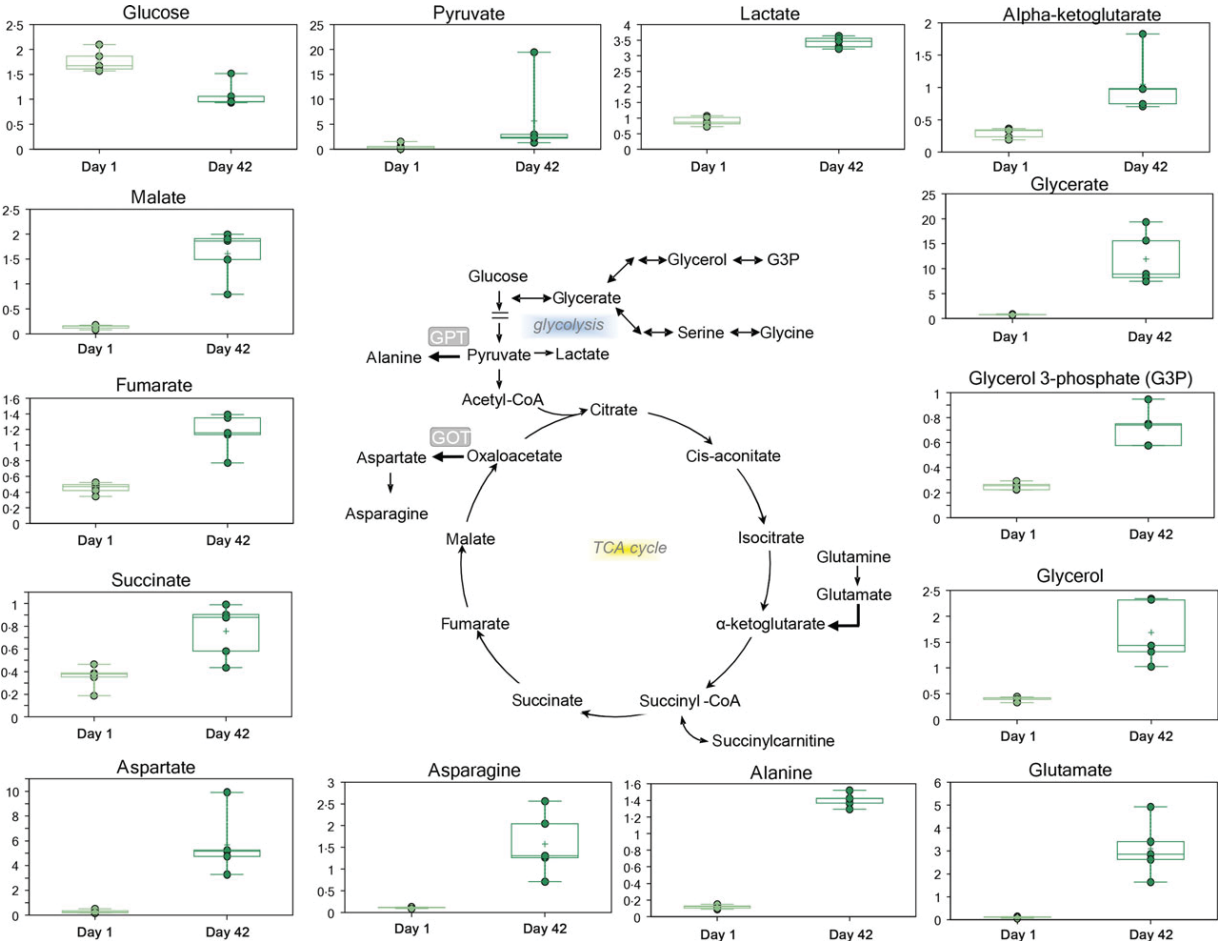 Glucose
2·5
2
1·5
1
0·5
0
Day 1 Day 42
Pyruvate
25
20
15
10
5
0
Day 1 Day 42
Lactate
4
3·5
3
2·5
2
1·5
1
0·5
0
Day 1 Day 42
Alpha-ketoglutarate
2
1·5
1
0·5
0
Day 1 Day 42
Malate
2·5
2
1·5
1
0·5
0
Day 1 Day 42
Glycerate
25
20
15
10
5
0
Day 1 Day 42
Fumarate
1·6
1·4
1·2
1
0·8
0·6
0·4
0·2
0
Day 1 Day 42
Glycerol 3-phosphate (G3P)
1
0·8
0·6
0·4
0·2
0
Day 1 Day 42
Succinate
1
0·8
0·6
0·4
0·2
0
Day 1 Day 42
Glycerol
2·5
2
1·5
1
0·5
0
Day 1 Day 42
Glucose
Glycerol G3P
Glycerate
glycolysis
Serine Glycine
GPT
Alanine Pyruvate Lactate
Acetyl-CoA
Citrate
GOT
Aspartate Oxaloacetate
Cis-aconitate
Asparagine
Malate
TCA cycle
Isocitrate
Glutamine
Glutamate
Fumarate
α-ketoglutarate
Succinate
Succinyl -CoA
Succinylcarnitine
Aspartate
10
8
6
4
2
0
Day 1 Day 42
Asparagine
3
2·5
2
1·5
1
0·5
0
Day 1 Day 42
Alanine
1·6
1·4
1·2
1
0·8
0·6
0·4
0·2
0
Day 1 Day 42
Glutamate
6
5
4
3
2
1
0
Day 1 Day 42